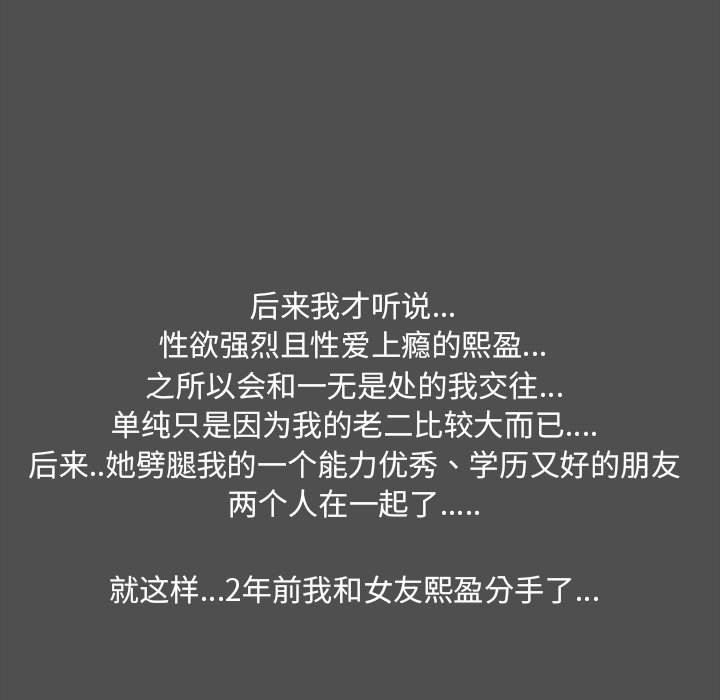 后来我才听说...
性欲强烈且性爱上瘾的熙盈...
之所以会和一无是处的我交往...
单纯只是因为我的老二比较大而已....
后来..她劈腿我的一个能力优秀、学历又好的朋友
两个人在一起了.....
就这样...2年前我和女友熙盈分手了...